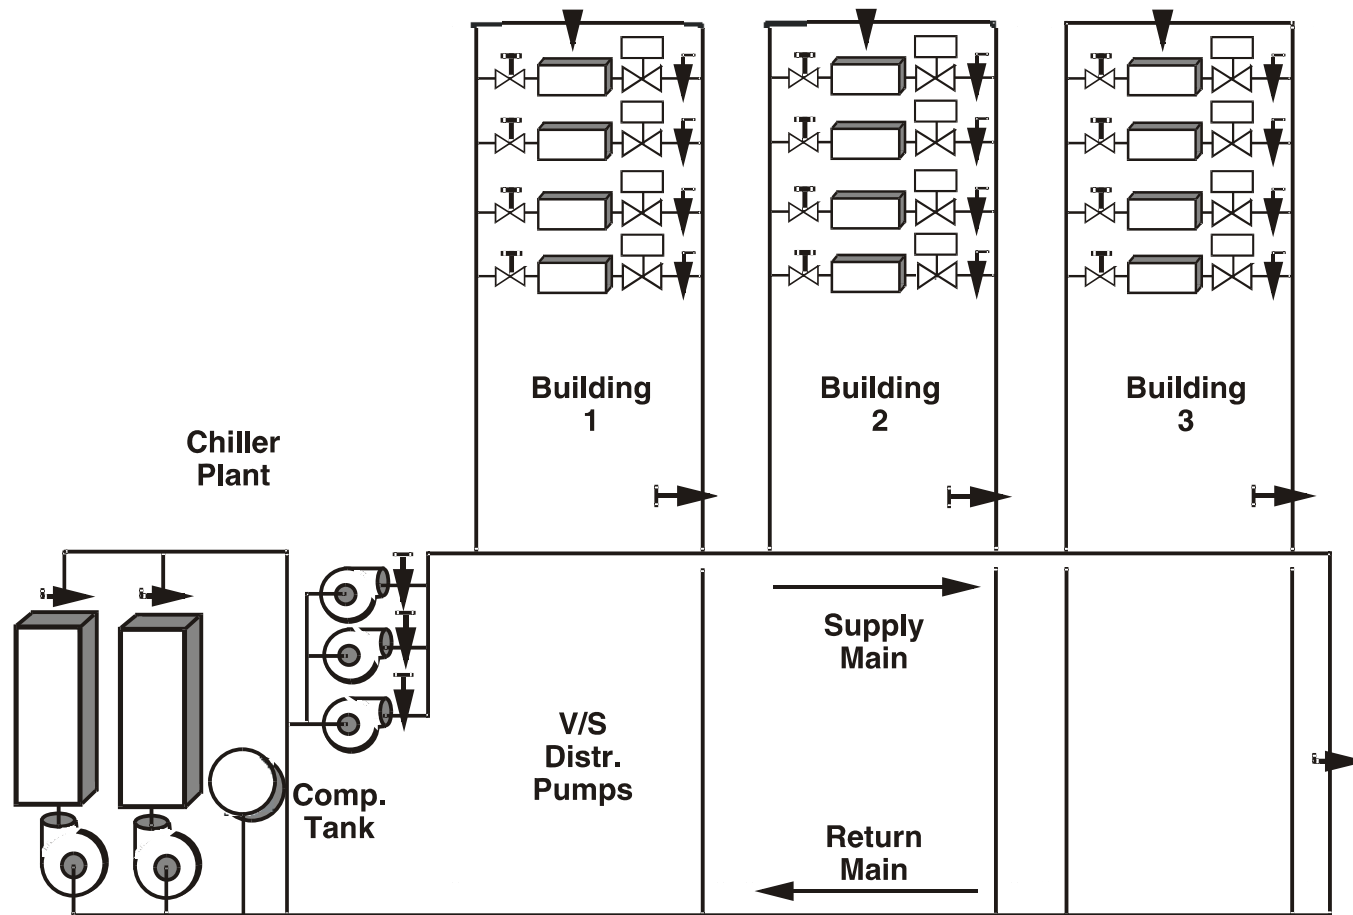 Building
1
Building
2
Building
3
Chiller
Plant
Supply
Main
V/S
Distr.
Pumps
Comp.
Tank
Return
Main